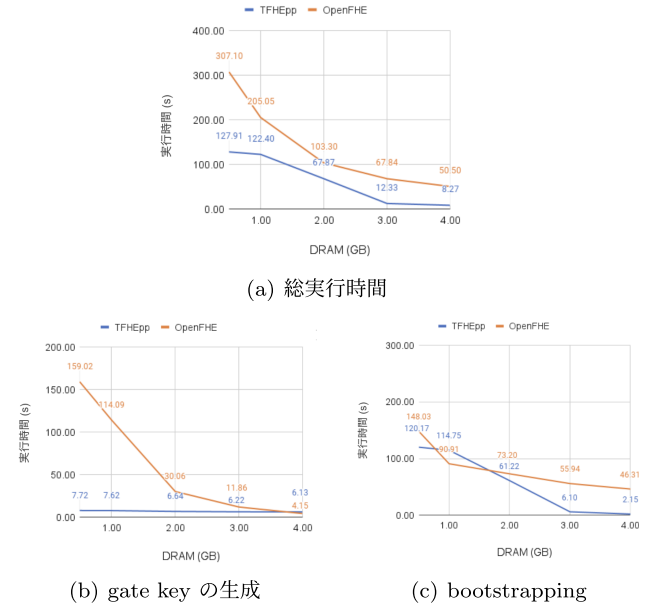 TFHEpp OpenFHE
400.00
307.10
300.00
205.05
200.00
127.91 122.40
103.30
100.00
67.87
67.84
50.50
12.33
8.27
0.00
1.00 2.00 3.00 4.00
実行時間 (s)
DRAM (GB)
(a) 総実行時間
TFHEpp OpenFHE
200.00
159.02
150.00
114.09
100.00
50.00
30.06
11.86
7.72 7.62 6.64 6.22 6.13
4.15
0.00
1.00 2.00 3.00 4.00
実行時間 (s)
DRAM (GB)
(b) gate key の生成
TFHEpp OpenFHE
300.00
200.00
148.03
120.17 114.75
100.00
90.91
73.20
61.22
55.94
46.31
6.10
2.15
0.00
1.00 2.00 3.00 4.00
実行時間 (s)
DRAM (GB)
(c) bootstrapping